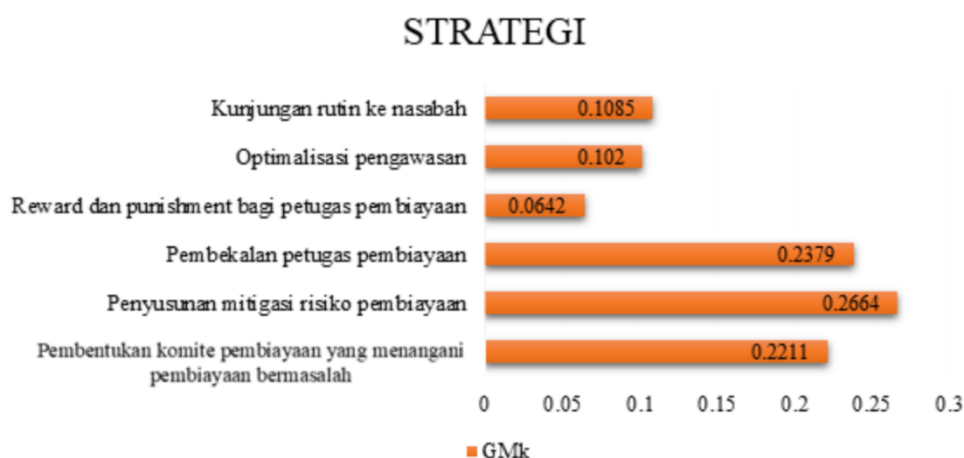 STRATEGI
Kunjungan rutin ke nasabah
0.1085
Optimalisasi pengawasan
0.102
Reward dan punishment bagi petugas pembiayaan
0.0642
Pembekalan petugas pembiayaan
0.2379
Penyusunan mitigasi risiko pembiayaan
0.2664
Pembentukan komite pembiayaan yang menangani
pembiayaan bermasalah
0.2211
0 0.05 0.1 0.15 0.2 0.25 0.3
GMk